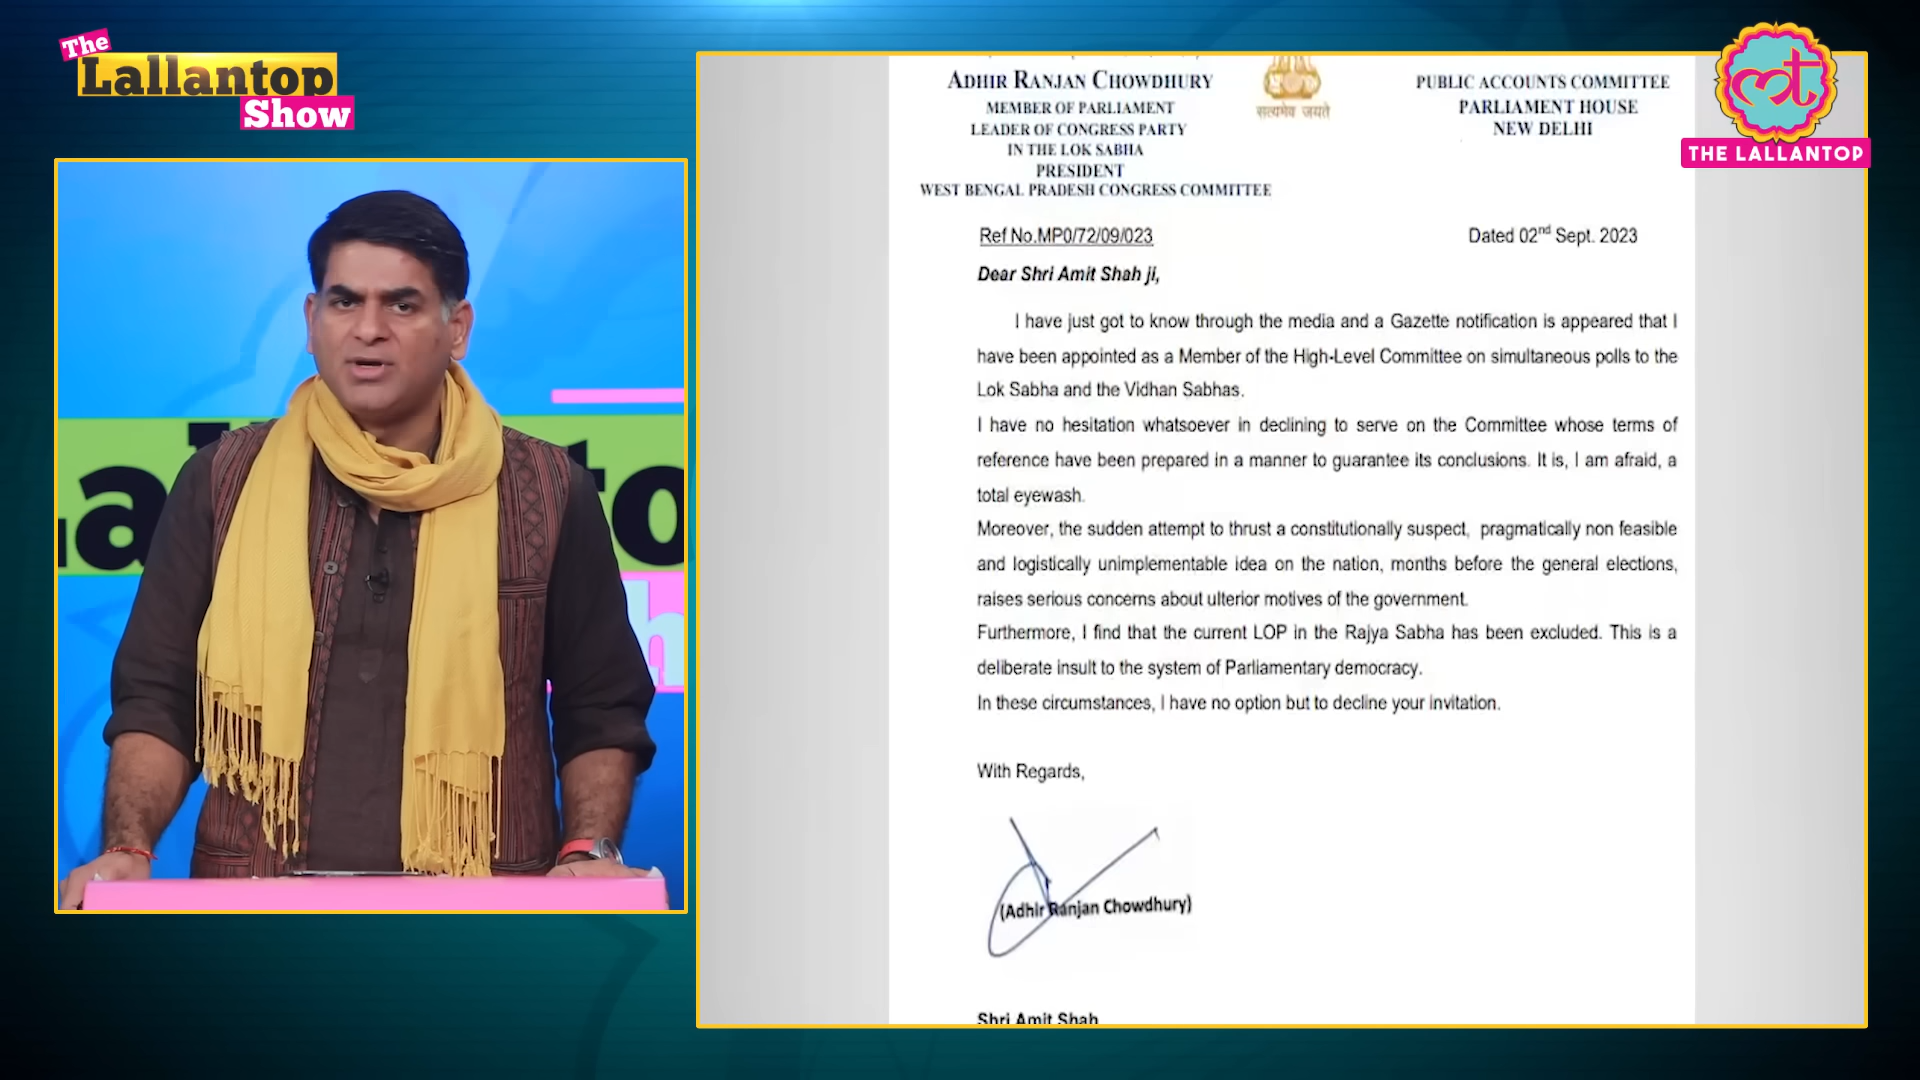 The
Lallantop
Show
THE LALLANTOP
ADHIR RANJAN CHOWDHURY
MEMBER OF PARLIAMENT
LEADER OF CONGRESS PARTY
IN THE LOK SABHA
PRESIDENT
WEST BENGAL PRADESH CONGRESS COMMITTEE
सत्यमेव जयते
PUBLIC ACCOUNTS COMMITTEE
PARLIAMENT HOUSE
NEW DELHI
Ref No.MP0/72/09/023
Dated 02nd Sept. 2023
Dear Shri Amit Shah ji,
I have just got to know through the media and a Gazette notification is appeared that I
have been appointed as a Member of the High-Level Committee on simultaneous polls to the
Lok Sabha and the Vidhan Sabhas.
I have no hesitation whatsoever in declining to serve on the Committee whose terms of
reference have been prepared in a manner to guarantee its conclusions. It is, I am afraid, a
total eyewash.
Moreover, the sudden attempt to thrust a constitutionally suspect, pragmatically non feasible
and logistically unimplementable idea on the nation, months before the general elections,
raises serious concerns about ulterior motives of the government.
Furthermore, I find that the current LOP in the Rajya Sabha has been excluded. This is a
deliberate insult to the system of Parliamentary democracy.
In these circumstances, I have no option but to decline your invitation.
With Regards,
(Adhir Ranjan Chowdhury)
Shri Amit Shah